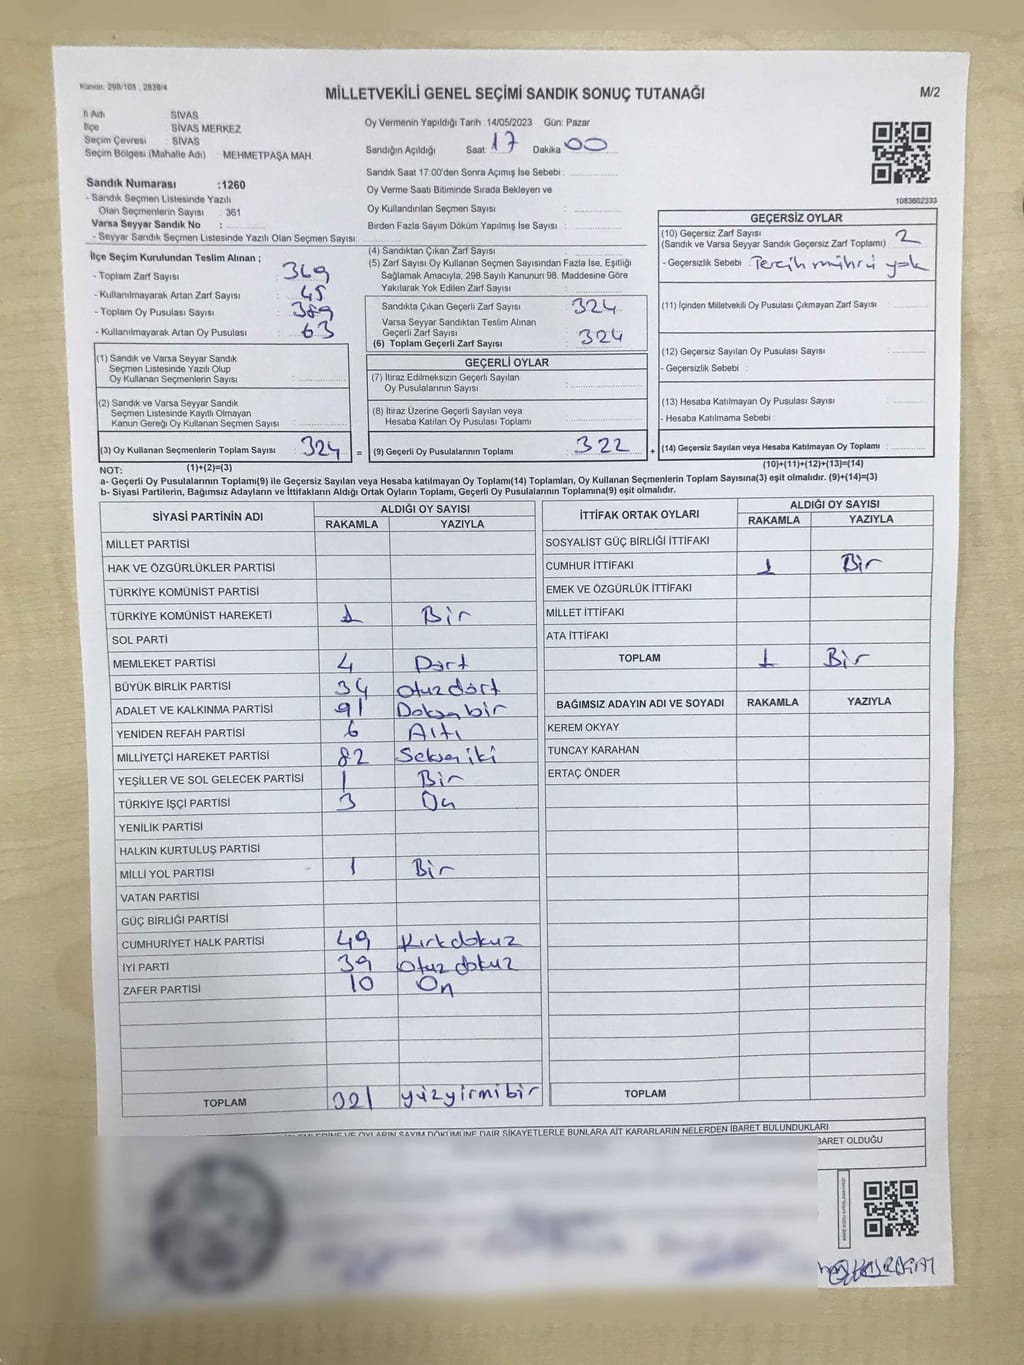 Kanun: 298/105 , 2839/4
MİLLETVEKİLİ GENEL SEÇİMİ SANDIK SONUÇ TUTANAĞI
M/2
İl Adı SİVAS
İlçe SİVAS MERKEZ
Seçim Çevresi : SİVAS
Seçim Bölgesi (Mahalle Adı) : MEHMETPAŞA MAH.
Sandık Numarası :1260
- Sandık Seçmen Listesinde Yazılı
Olan Seçmenlerin Sayısı : 361
Varsa Seyyar Sandık No :
- Seyyar Sandık Seçmen Listesinde Yazılı Olan Seçmen Sayısı:
Oy Vermenin Yapıldığı Tarih :14/05/2023 Gün: Pazar
Sandığın Açıldığı Saat: 17 Dakika: 00
Sandık Saat 17:00'den Sonra Açımış İse Sebebi :
Oy Verme Saati Bitiminde Sırada Bekleyen ve
Oy Kullandırılan Seçmen Sayısı :
Birden Fazla Sayım Döküm Yapılmış İse Sayısı :
1083602333
İlçe Seçim Kurulundan Teslim Alınan ;
- Toplam Zarf Sayısı : 369
- Kullanılmayarak Artan Zarf Sayısı : 45
- Toplam Oy Pusulası Sayısı : 389
- Kullanılmayarak Artan Oy Pusulası : 63
(4) Sandıktan Çıkan Zarf Sayısı :
(5) Zarf Sayısı Oy Kullanan Seçmen Sayısından Fazla İse, Eşitliği
Sağlamak Amacıyla, 298 Sayılı Kanunun 98. Maddesine Göre
Yakılarak Yok Edilen Zarf Sayısı :
Sandıkta Çıkan Geçerli Zarf Sayısı : 324
Varsa Seyyar Sandıktan Teslim Alınan
Geçerli Zarf Sayısı :
(6) Toplam Geçerli Zarf Sayısı : 324
GEÇERSİZ OYLAR
(10) Geçersiz Zarf Sayısı : 2
(Sandık ve Varsa Seyyar Sandık Geçersiz Zarf Toplamı)
- Geçersizlik Sebebi : Tercih mührü yok
(11) İçinden Milletvekili Oy Pusulası Çıkmayan Zarf Sayısı :
(12) Geçersiz Sayılan Oy Pusulası Sayısı :
- Geçersizlik Sebebi :
(13) Hesaba Katılmayan Oy Pusulası Sayısı :
- Hesaba Katılmama Sebebi :
(14) Geçersiz Sayılan veya Hesaba Katılmayan Oy Toplamı :
(10)+(11)+(12)+(13)=(14)
(1) Sandık ve Varsa Seyyar Sandık
Seçmen Listesinde Yazılı Olup
Oy Kullanan Seçmenlerin Sayısı :
(2) Sandık ve Varsa Seyyar Sandık
Seçmen Listesinde Kayıtlı Olmayan
Kanun Gereği Oy Kullanan Seçmen Sayısı :
(3) Oy Kullanan Seçmenlerin Toplam Sayısı : 324 =
(1)+(2)=(3)
GEÇERLİ OYLAR
(7) İtiraz Edilmeksizin Geçerli Sayılan
Oy Pusulalarının Sayısı :
(8) İtiraz Üzerine Geçerli Sayılan veya
Hesaba Katılan Oy Pusulası Toplamı :
(9) Geçerli Oy Pusulalarının Toplamı : 322 +
NOT:
a- Geçerli Oy Pusulalarının Toplamı(9) ile Geçersiz Sayılan veya Hesaba katılmayan Oy Toplamı(14) Toplamları, Oy Kullanan Seçmenlerin Toplam Sayısına(3) eşit olmalıdır. (9)+(14)=(3)
b- Siyasi Partilerin, Bağımsız Adayların ve İttifakların Aldığı Ortak Oyların Toplamı, Geçerli Oy Pusulalarının Toplamına(9) eşit olmalıdır.
SİYASİ PARTİNİN ADI ALDIĞI OY SAYISI
RAKAMLA YAZIYLA
MİLLET PARTİSİ
HAK VE ÖZGÜRLÜKLER PARTİSİ
TÜRKİYE KOMÜNİST PARTİSİ
TÜRKİYE KOMÜNİST HAREKETİ 1 Bir
SOL PARTİ
MEMLEKET PARTİSİ 4 Dört
BÜYÜK BİRLİK PARTİSİ 34 otuzdört
ADALET VE KALKINMA PARTİSİ 91 Doksanbir
YENİDEN REFAH PARTİSİ 6 Altı
MİLLİYETÇİ HAREKET PARTİSİ 82 Seksen iki
YEŞİLLER VE SOL GELECEK PARTİSİ 1 Bir
TÜRKİYE İŞÇİ PARTİSİ 3
YENİLİK PARTİSİ
HALKIN KURTULUŞ PARTİSİ
MİLLİ YOL PARTİSİ 1 Bir
VATAN PARTİSİ
GÜÇ BİRLİĞİ PARTİSİ
CUMHURİYET HALK PARTİSİ 49 Kırkdokuz
İYİ PARTİ 39 otuz dokuz
ZAFER PARTİSİ 10 On
TOPLAM 321 yüzyirmibir
İTTİFAK ORTAK OYLARI ALDIĞI OY SAYISI
RAKAMLA YAZIYLA
SOSYALİST GÜÇ BİRLİĞİ İTTİFAKI
CUMHUR İTTİFAKI 1 Bir
EMEK VE ÖZGÜRLÜK İTTİFAKI
MİLLET İTTİFAKI
ATA İTTİFAKI
TOPLAM 1 Bir
BAĞIMSIZ ADAYIN ADI VE SOYADI RAKAMLA YAZIYLA
KEREM OKYAY
TUNCAY KARAHAN
ERTAÇ ÖNDER
TOPLAM
OYLARIN SAYIM DÖKÜMÜNE DAİR ŞİKAYETLERLE BUNLARA AİT KARARLARIN NELERDEN İBARET BULUNDUKLARI
BARET OLDUĞU